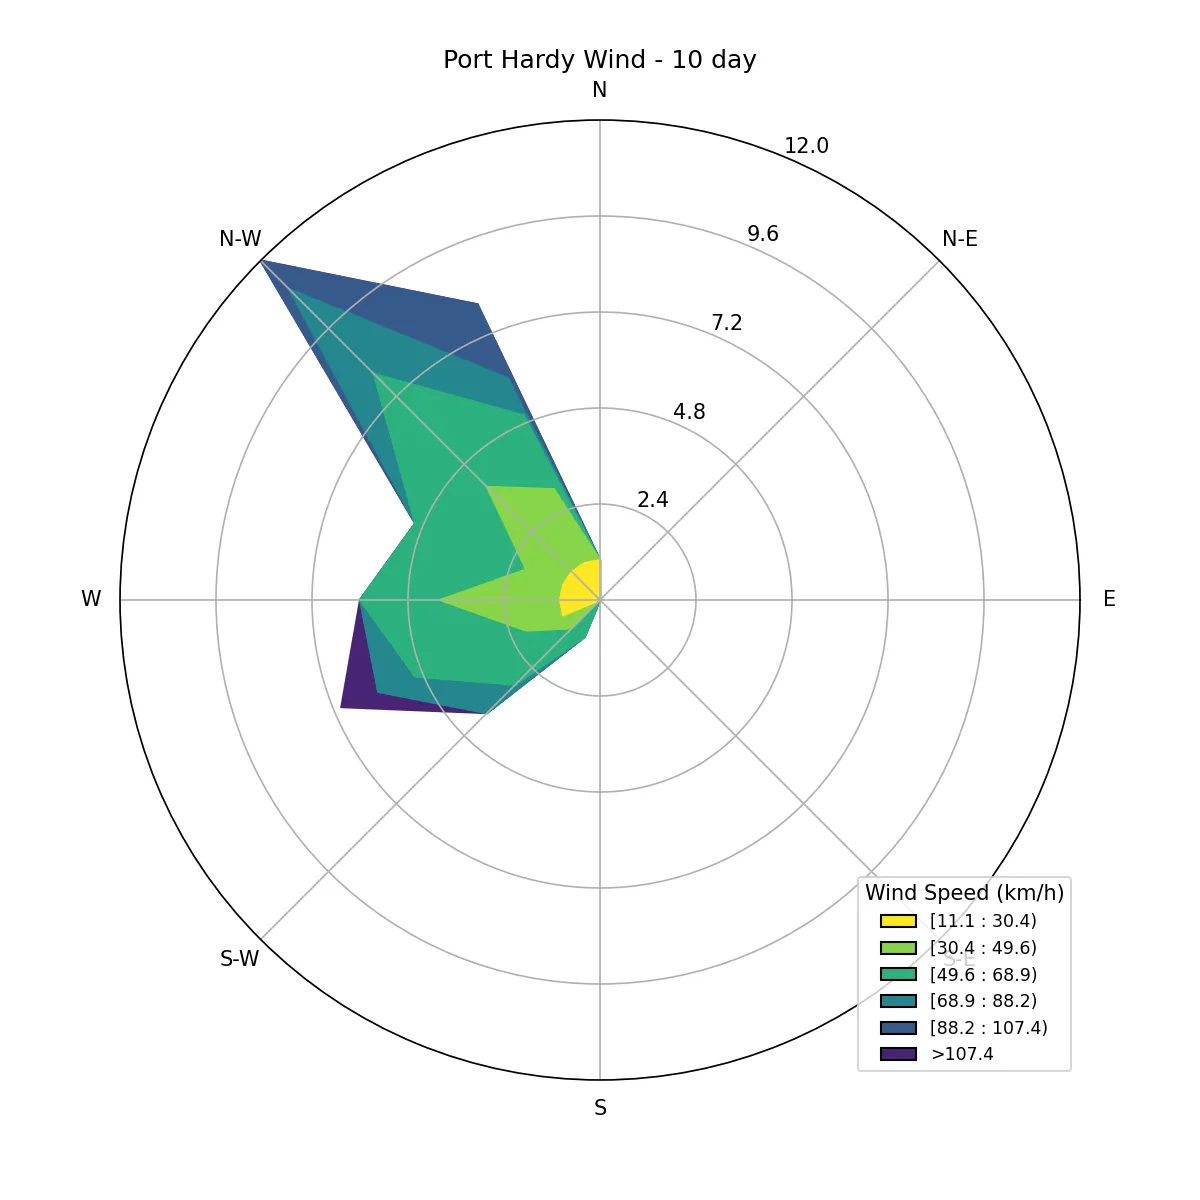 Port Hardy Wind - 10 day
N
12.0
N-W
9.6
N-E
7.2
4.8
2.4
W
E
Wind Speed (km/h)
[11.1 : 30.4)
[30.4 : 49.6)
[49.6 : 68.9)
[68.9 : 88.2)
[88.2 : 107.4)
>107.4
S-W
S-E
S